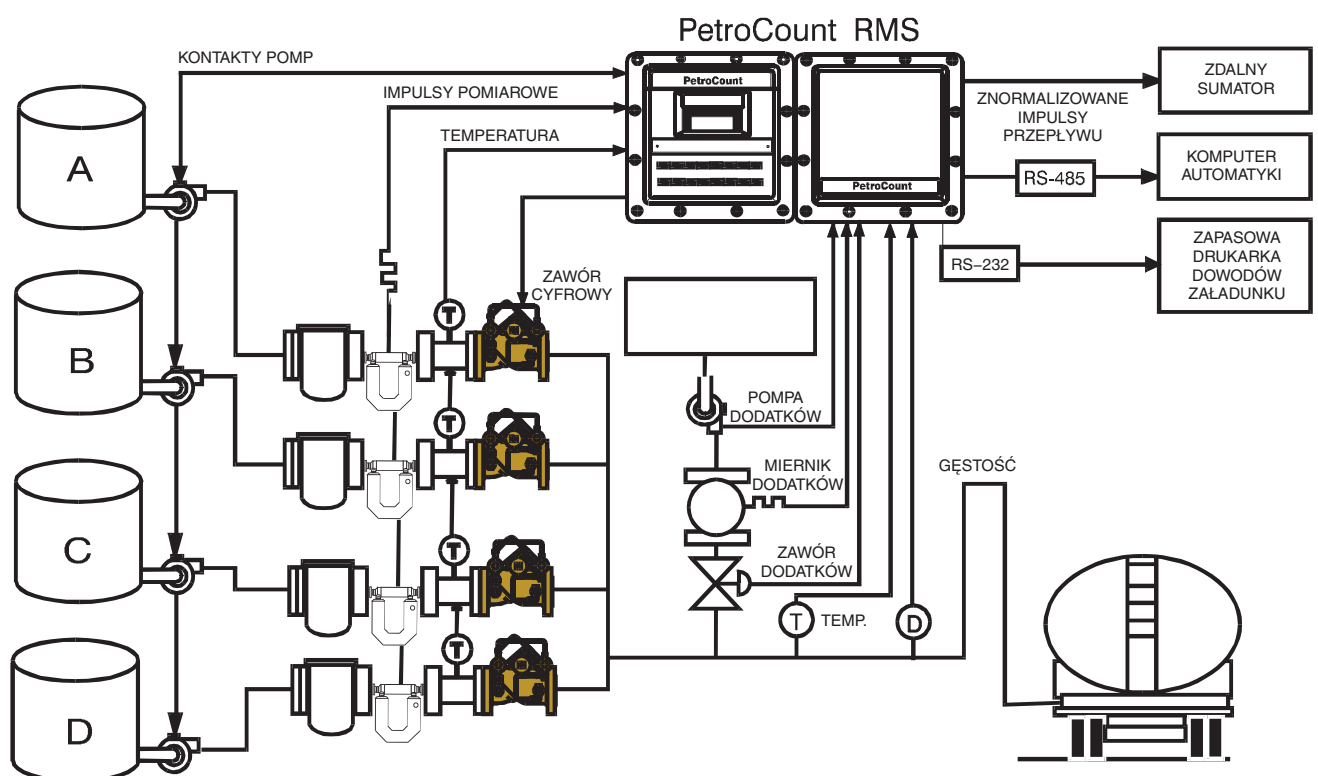 PetroCount RMS
KONTAKTY POMP
IMPULSY POMIAROWE
TEMPERATURA
PetroCount
PetroCount
ZNORMALIZOWANE
IMPULSY
PRZEPŁYWU
ZDALNY
SUMATOR
RS-485
KOMPUTER
AUTOMATYKI
RS-232
ZAPASOWA
DRUKARKA
DOWODÓW
ZAŁADUNKU
A
B
C
D
ZAWÓR
CYFROWY
T
T
T
T
POMPA
DODATKÓW
MIERNIK
DODATKÓW
ZAWÓR
DODATKÓW
T
TEMP.
D
GĘSTOŚĆ